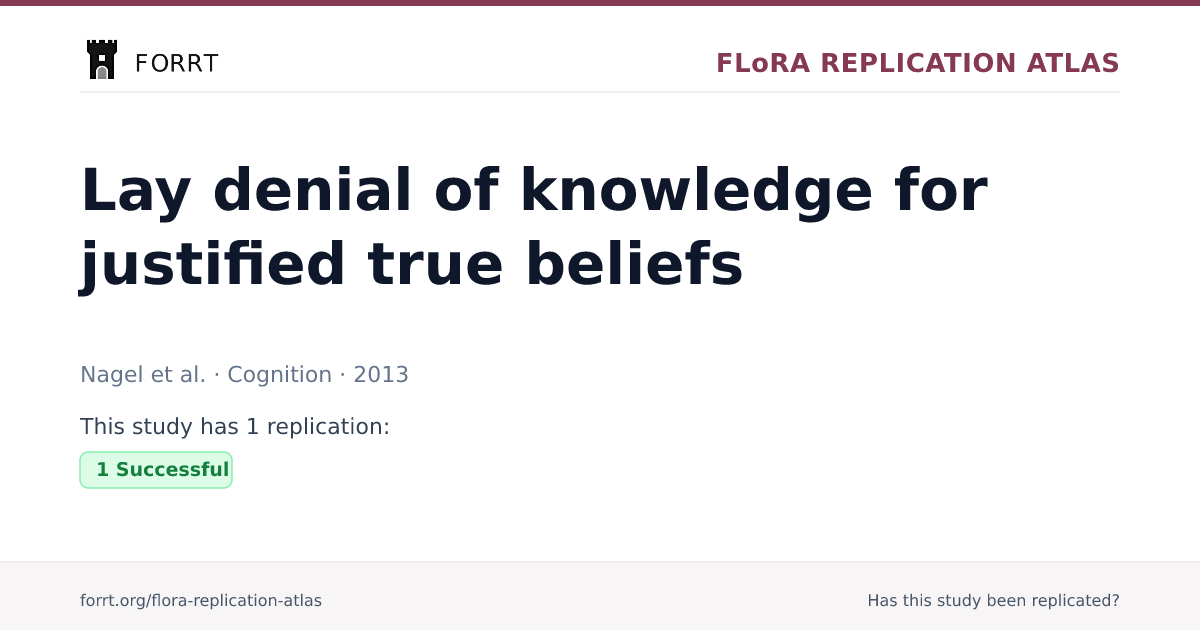 FORRT
FLoRA REPLICATION ATLAS
Lay denial of knowledge for
justified true beliefs
Nagel et al. · Cognition · 2013
This study has 1 replication:
1 Successful
forrt.org/flora-replication-atlas
Has this study been replicated?